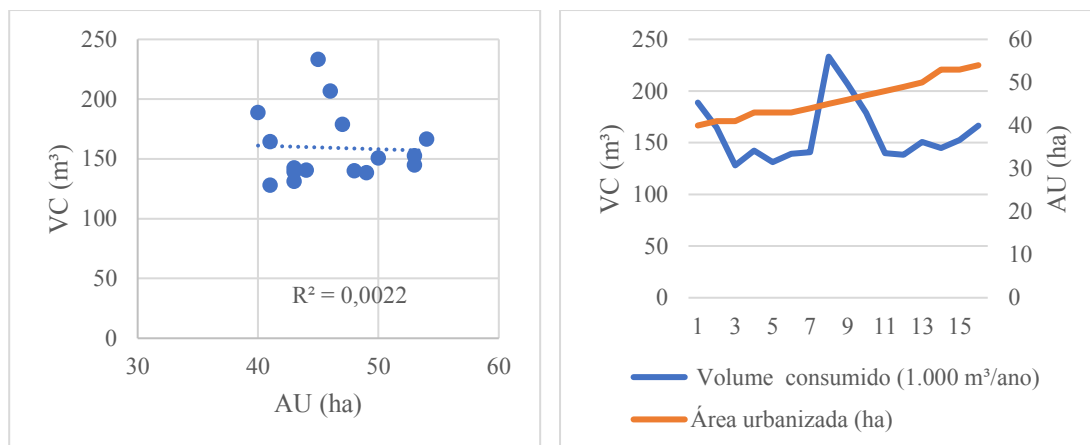 250
200
150
100
50
0
VC (m³)
R² = 0,0022
30 40 50 60
AU (ha)
250
200
150
100
50
0
VC (m³)
60
50
40
30
20
10
0
AU (ha)
1 3 5 7 9 11 13 15
Volume consumido (1.000 m³/ano)
Área urbanizada (ha)